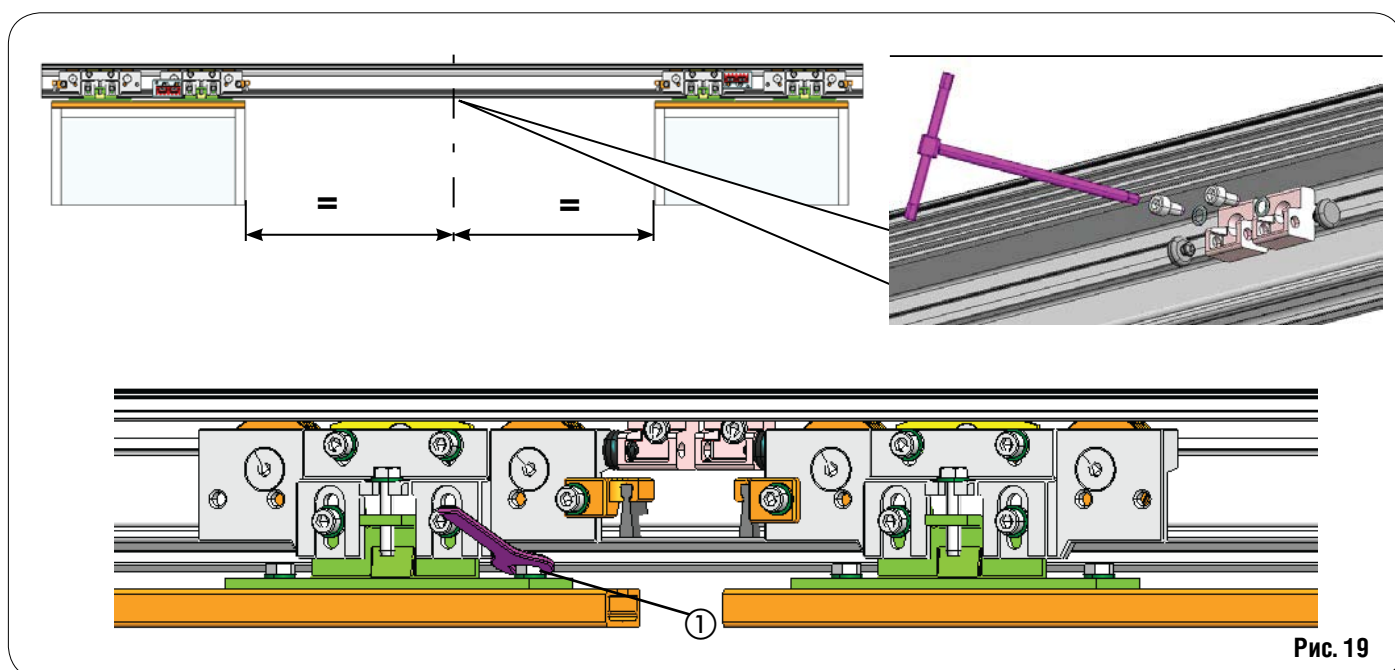 = =
①
Рис. 19